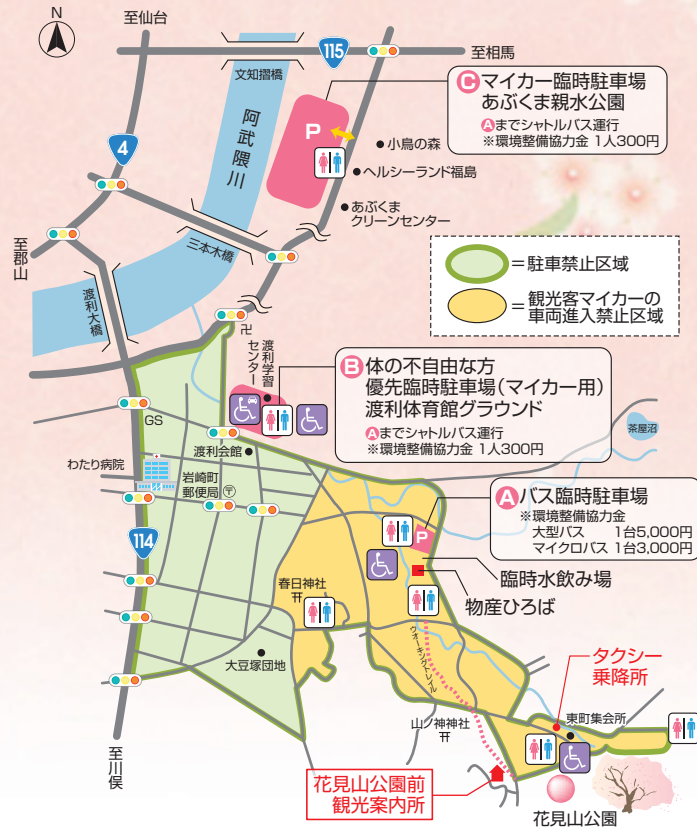 N
至仙台
115
至相馬
文知摺橋
阿武隈川
P
C マイカー臨時駐車場
あぶくま親水公園
Aまでシャトルバス運行
※環境整備協力金 1人300円
小鳥の森
ヘルシーランド福島
あぶくま
クリーンセンター
4
至郡山
三本木橋
渡利大橋
=駐車禁止区域
=観光客マイカーの
車両進入禁止区域
卍
渡利学習
センター
B 体の不自由な方
優先臨時駐車場(マイカー用)
渡利体育館グラウンド
AまでシャトルバスIf運行
※環境整備協力金 1人300円
GS
渡利会館
わたり病院
岩崎町
郵便局 〒
茶屋沼
A バス臨時駐車場
※環境整備協力金
大型バス 1台5,000円
マイクロバス 1台3,000円
P
臨時水飲み場
物産ひろば
114
春日神社
ウオーキングトレイル
大豆塚団地
タクシー
乗降所
東町集会所
山ノ神神社
至川俣
花見山公園前
観光案内所
花見山公園